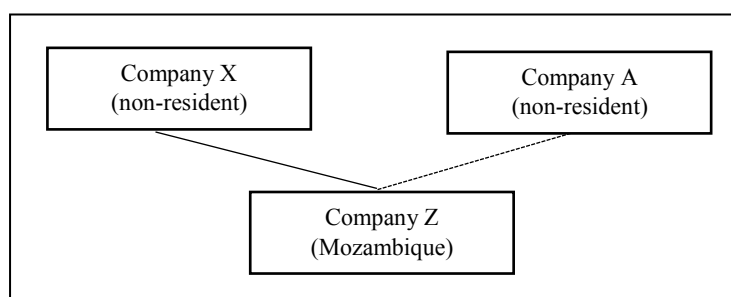 Company X
(non-resident)
Company A
(non-resident)
Company Z
(Mozambique)